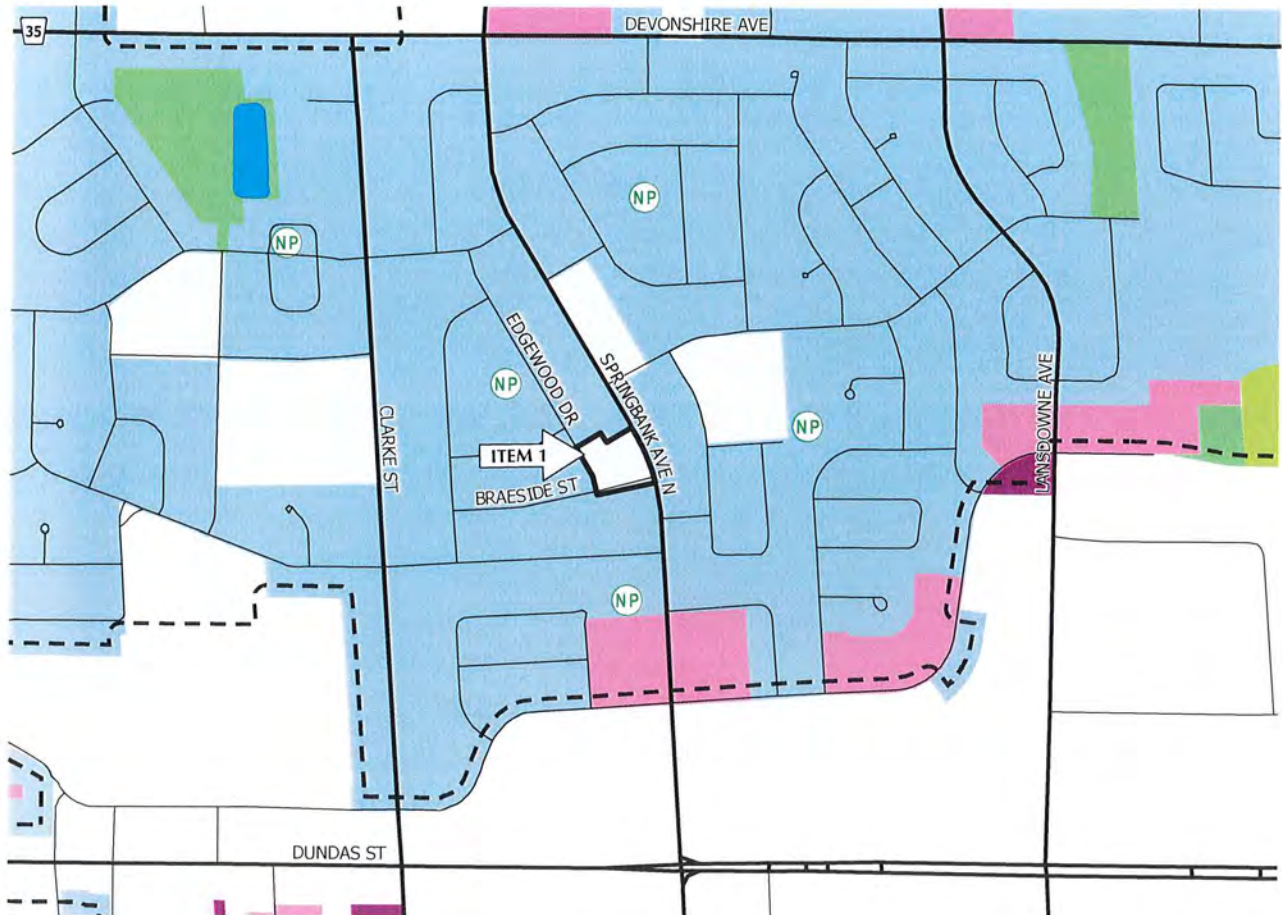 35
DEVONSHIRE AVE
NP
NP
EDGEWOOD DR
SPRINGBANK AVE N
NP
CLARKE ST
LANSDOWNE AVE
NP
ITEM 1
BRAESIDE ST
NP
DUNDAS ST